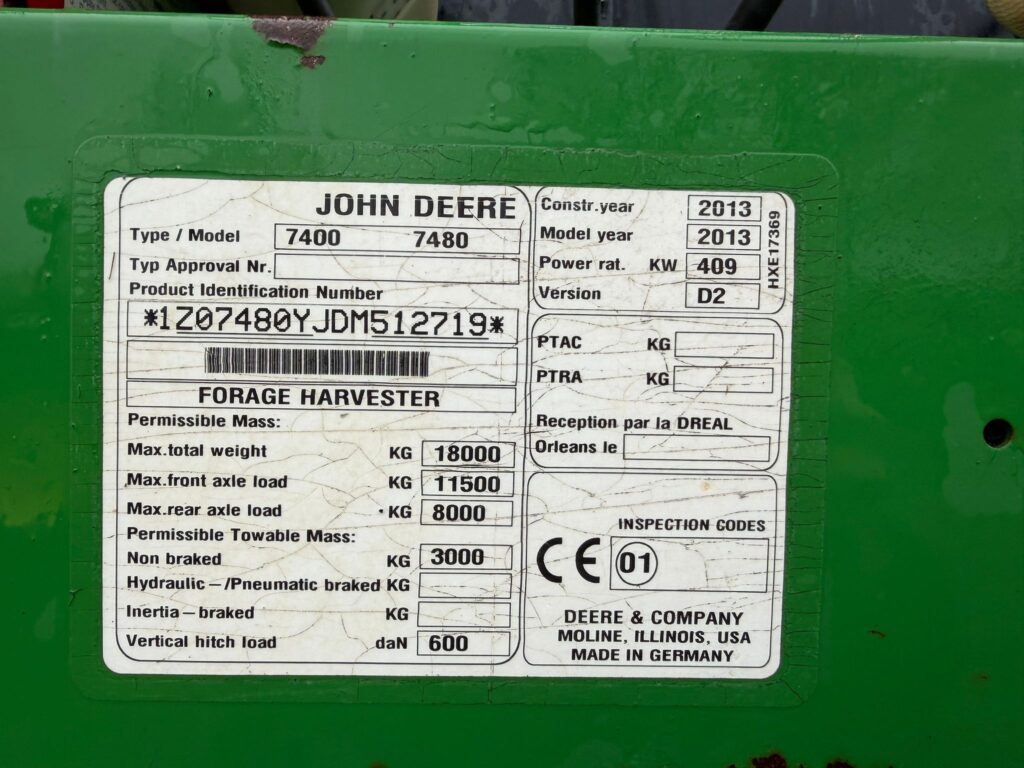 JOHN DEERE
Type / Model 7400 7480
Typ Approval Nr.
Product Identification Number
*1Z07480YJDM512719*
FORAGE HARVESTER
Permissible Mass:
Max.total weight KG 18000
Max.front axle load KG 11500
Max.rear axle load KG 8000
Permissible Towable Mass:
Non braked KG 3000
Hydraulic-/Pneumatic braked KG
Inertia-braked KG
Vertical hitch load daN 600
Constr.year 2013
Model year 2013
Power rat. KW 409
Version D2
HXE17369
PTAC KG
PTRA KG
Reception par la DREAL
Orleans le
INSPECTION CODES
CE 01
DEERE & COMPANY
MOLINE, ILLINOIS, USA
MADE IN GERMANY